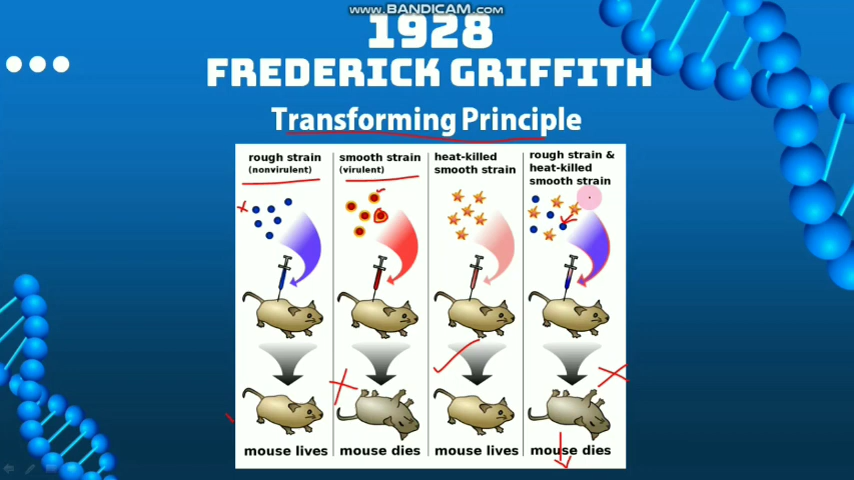 WWW.BANDICAM.COM
1928
FREDERICK GRIFFITH
Transforming Principle
rough strain
(nonvirulent)
smooth strain
(virulent)
heat-killed
smooth strain
rough strain &
heat-killed
smooth strain
mouse lives
mouse dies
mouse lives
mouse dies